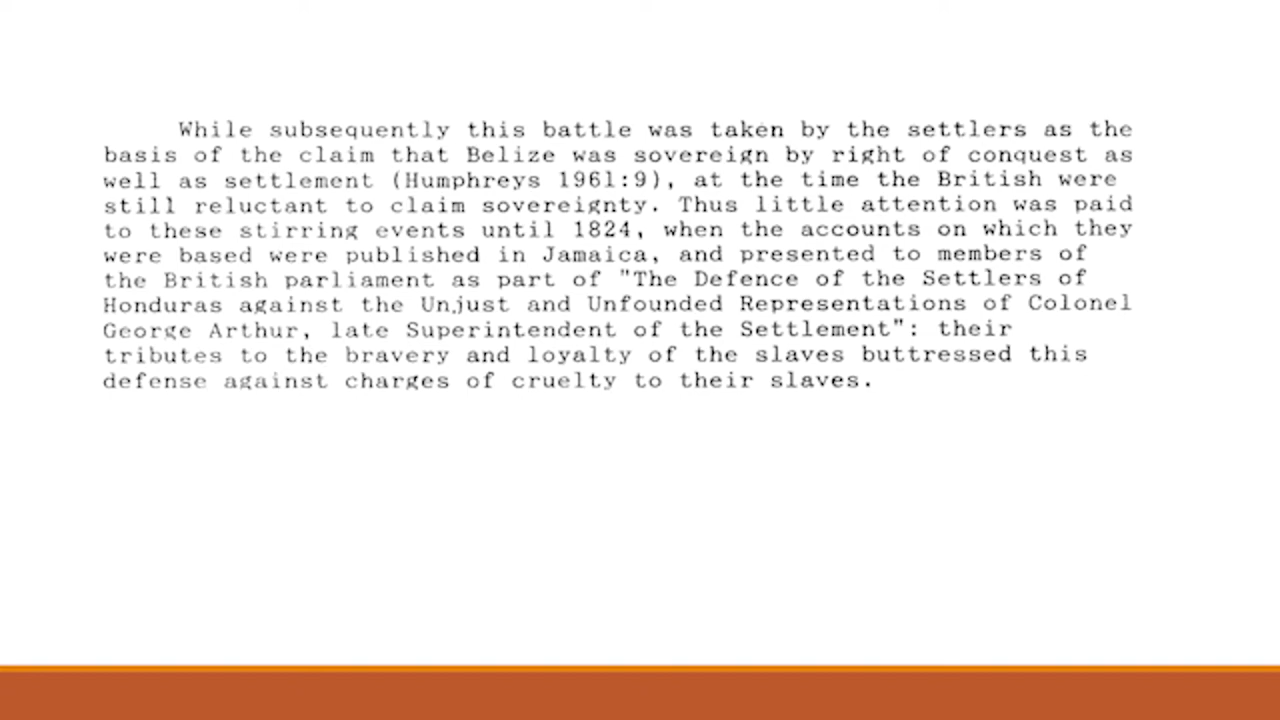 While subsequently this battle was taken by the settlers as the
basis of the claim that Belize was sovereign by right of conquest as
well as settlement (Humphreys 1961:9), at the time the British were
still reluctant to claim sovereignty. Thus little attention was paid
to these stirring events until 1824, when the accounts on which they
were based were published in Jamaica, and presented to members of
the British parliament as part of "The Defence of the Settlers of
Honduras against the Unjust and Unfounded Representations of Colonel
George Arthur, late Superintendent of the Settlement": their
tributes to the bravery and loyalty of the slaves buttressed this
defense against charges of cruelty to their slaves.